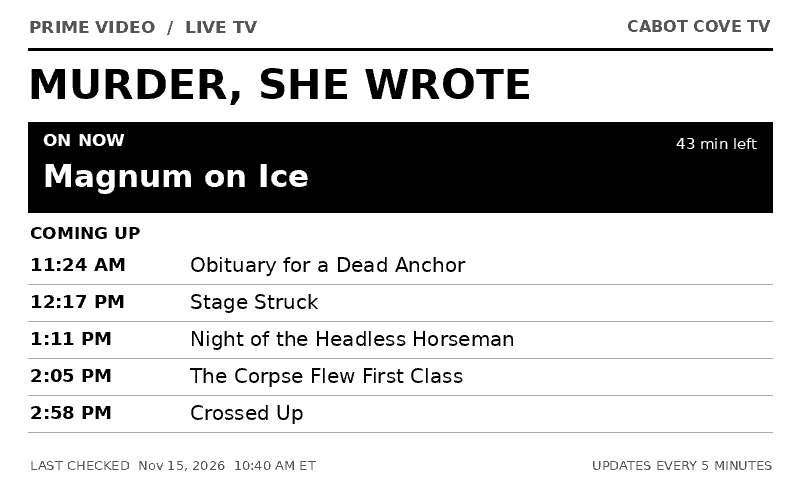 PRIME VIDEO / LIVE TV
CABOT COVE TV
MURDER, SHE WROTE
ON NOW
43 min left
Magnum on Ice
COMING UP
11:24 AM Obituary for a Dead Anchor
12:17 PM Stage Struck
1:11 PM Night of the Headless Horseman
2:05 PM The Corpse Flew First Class
2:58 PM Crossed Up
LAST CHECKED Nov 15, 2026 10:40 AM ET
UPDATES EVERY 5 MINUTES